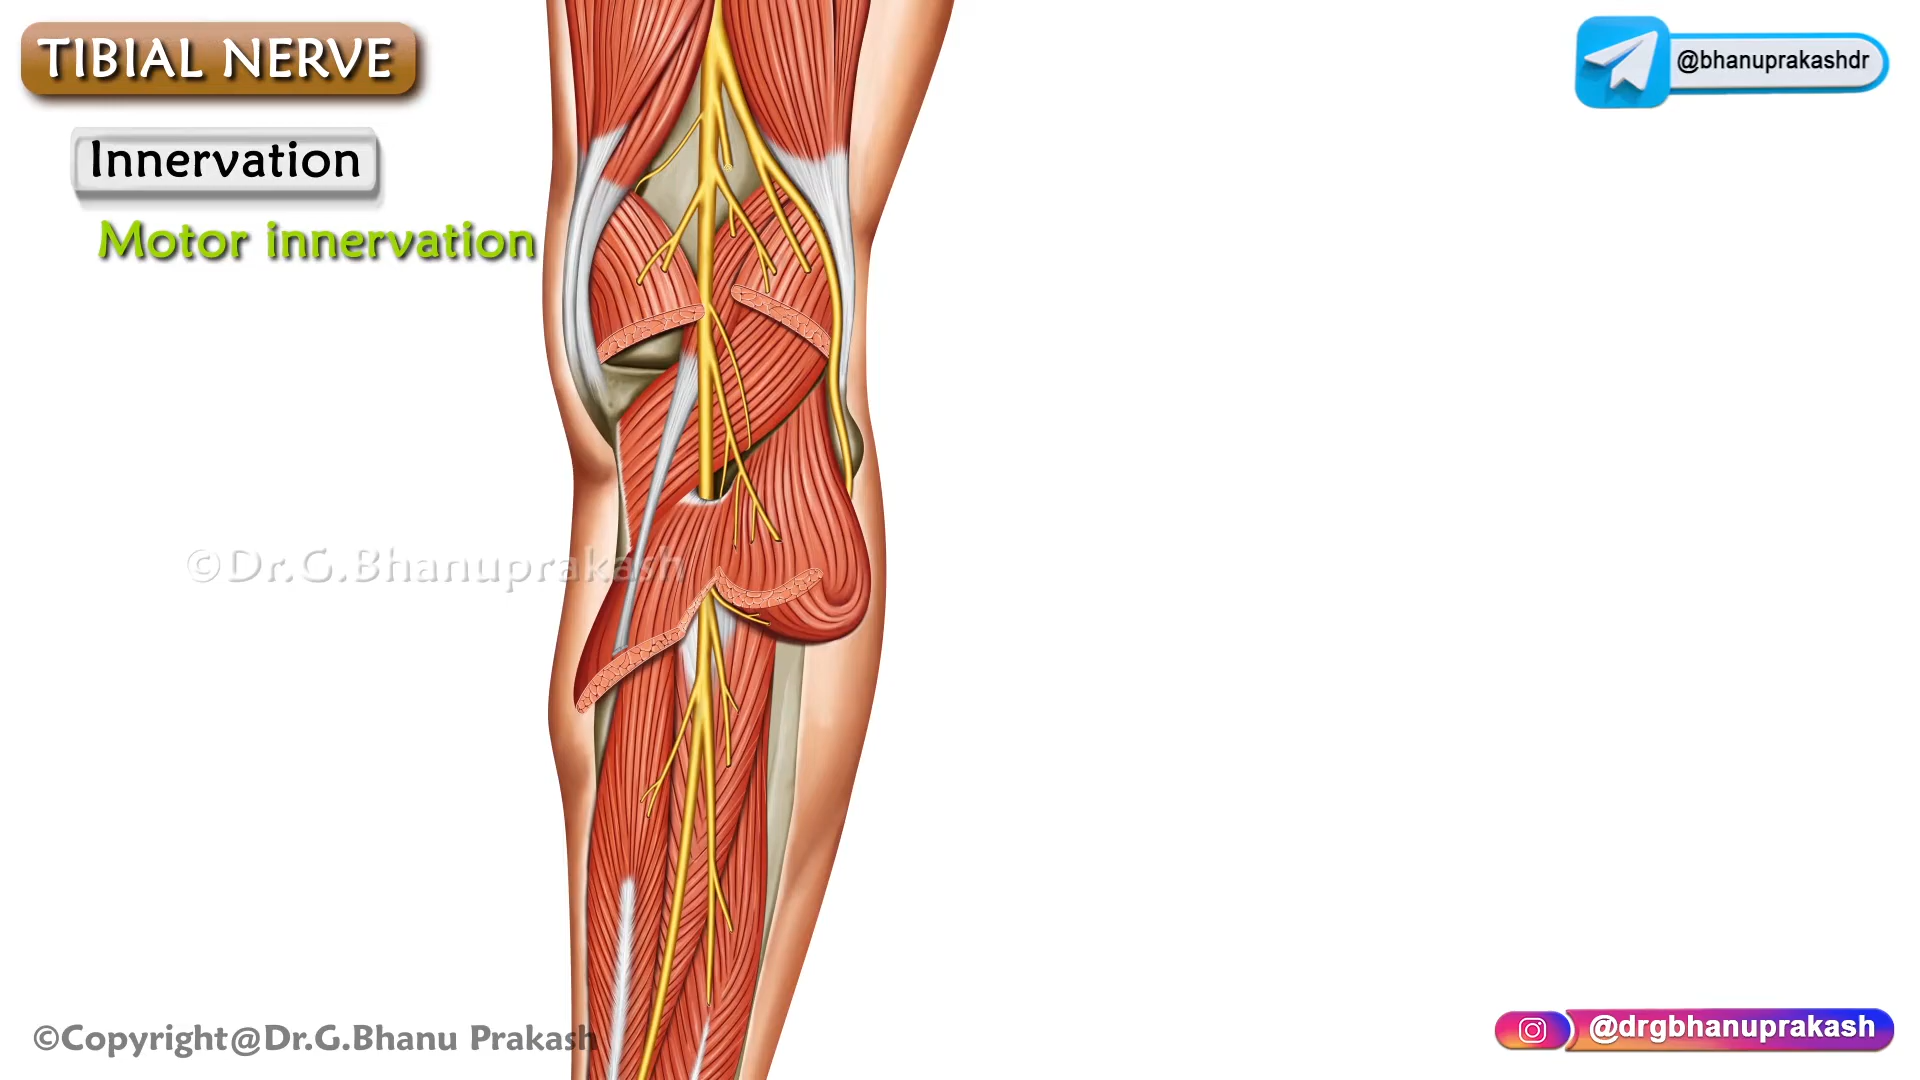 TIBIAL NERVE
@bhanuprakashdr
Innervation
Motor innervation
©Dr.G.Bhanuprakash
©Copyright@Dr.G.Bhanu Prakash
@drgbhanuprakash